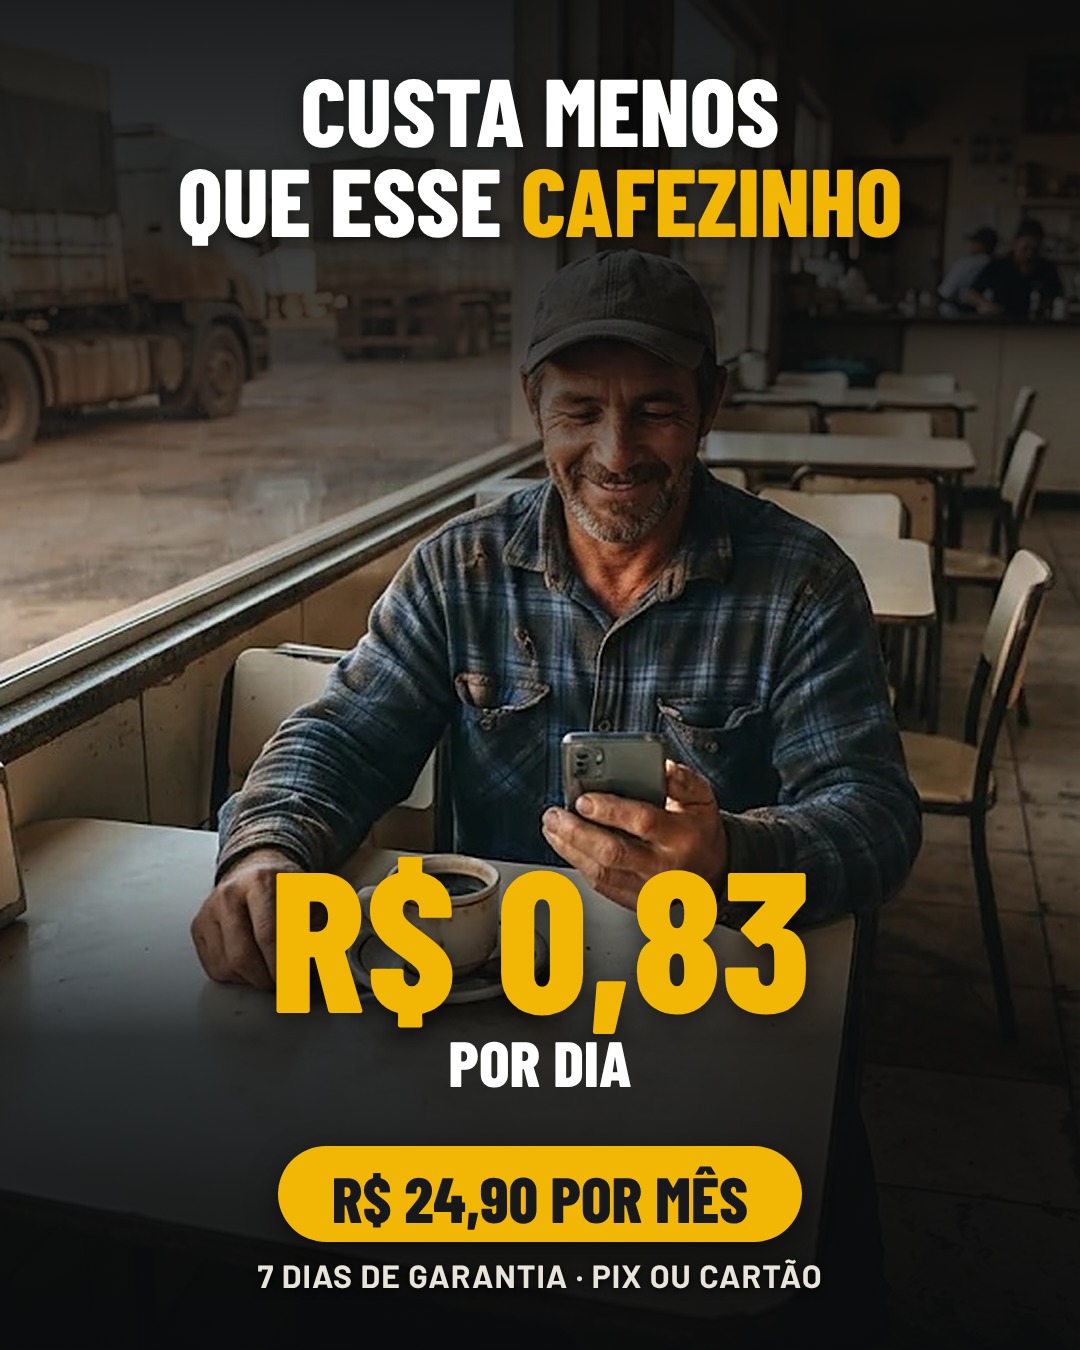 CUSTA MENOS
QUE ESSE CAFEZINHO
R$ 0,83
POR DIA
R$ 24,90 POR MÊS
7 DIAS DE GARANTIA · PIX OU CARTÃO